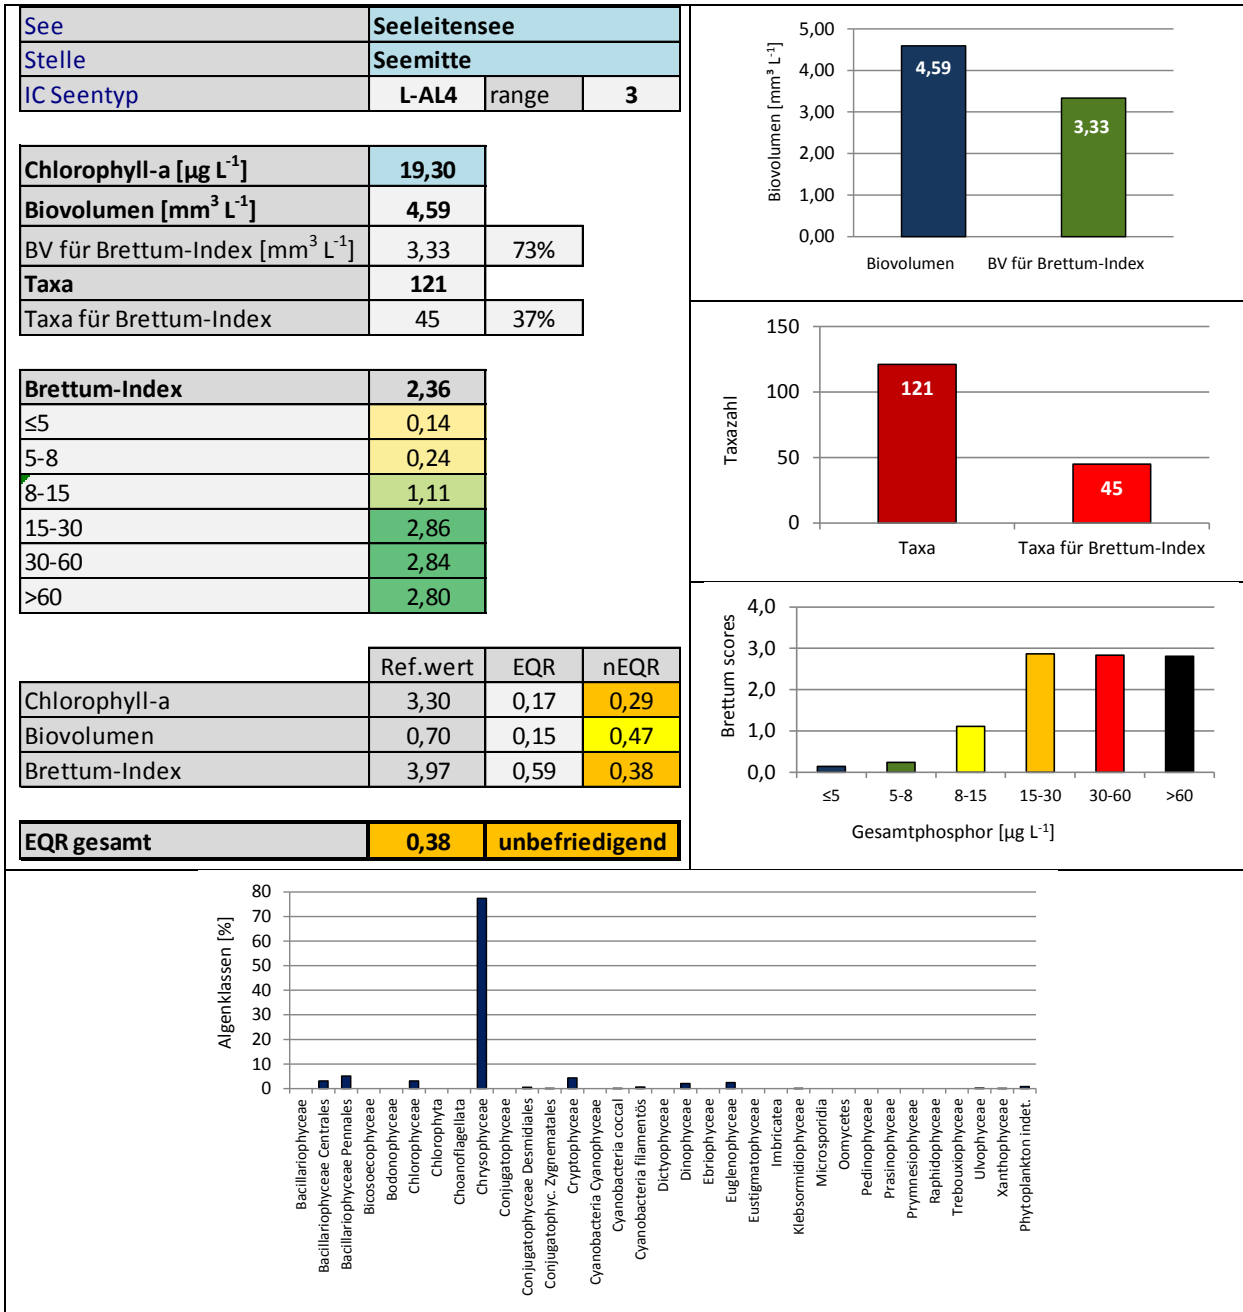 See Seeleitensee
Stelle Seemitte
IC Seentyp L-AL4 range 3
Chlorophyll-a [µg L⁻¹] 19,30
Biovolumen [mm³ L⁻¹] 4,59
BV für Brettum-Index [mm³ L⁻¹] 3,33 73%
Taxa 121
Taxa für Brettum-Index 45 37%
Brettum-Index 2,36
≤5 0,14
5-8 0,24
8-15 1,11
15-30 2,86
30-60 2,84
>60 2,80
Ref.wert EQR nEQR
Chlorophyll-a 3,30 0,17 0,29
Biovolumen 0,70 0,15 0,47
Brettum-Index 3,97 0,59 0,38
EQR gesamt 0,38 unbefriedigend
Biovolumen [mm³ L⁻¹]
5,00
4,00
3,00
2,00
1,00
0,00
4,59
3,33
Biovolumen BV für Brettum-Index
Taxazahl
150
100
50
0
121
45
Taxa Taxa für Brettum-Index
Brettum scores
4,0
3,0
2,0
1,0
0,0
≤5 5-8 8-15 15-30 30-60 >60
Gesamtphosphor [µg L⁻¹]
Algenklassen [%]
80
70
60
50
40
30
20
10
0
Bacillariophyceae
Bacillariophyceae Centrales
Bacillariophyceae Pennales
Bicosoecophyceae
Bodonophyceae
Chlorophyceae
Chlorophyta
Choanoflagellata
Chrysophyceae
Conjugatophyceae
Conjugatophyceae Desmidiales
Conjugatophyc. Zygnematales
Cryptophyceae
Cyanobacteria Cyanophyceae
Cyanobacteria coccal
Cyanobacteria filamentös
Dictyophyceae
Dinophyceae
Ebriophyceae
Euglenophyceae
Eustigmatophyceae
Imbricatea
Klebsormidiophyceae
Microsporidia
Oomycetes
Pedinophyceae
Prasinophyceae
Prymnesiophyceae
Raphidophyceae
Trebouxiophyceae
Ulvophyceae
Xanthophyceae
Phytoplankton indet.